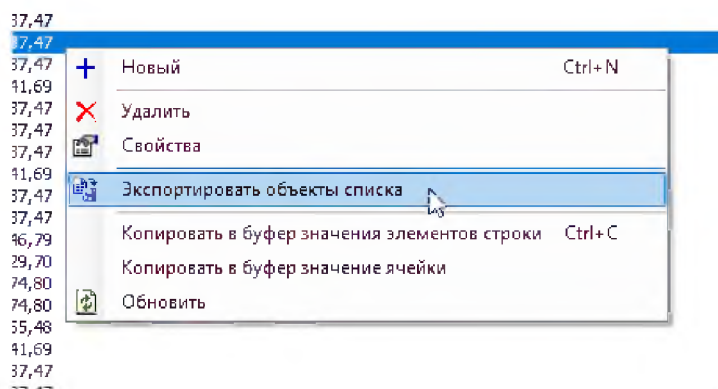 37,47
37,47
37,47
41,69
37,47
37,47
37,47
41,69
37,47
37,47
46,79
29,70
74,80
74,80
55,48
41,69
37,47
Новый Ctrl+N
Удалить
Свойства
Экспортировать объекты списка
Копировать в буфер значения элементов строки Ctrl+C
Копировать в буфер значение ячейки
Обновить